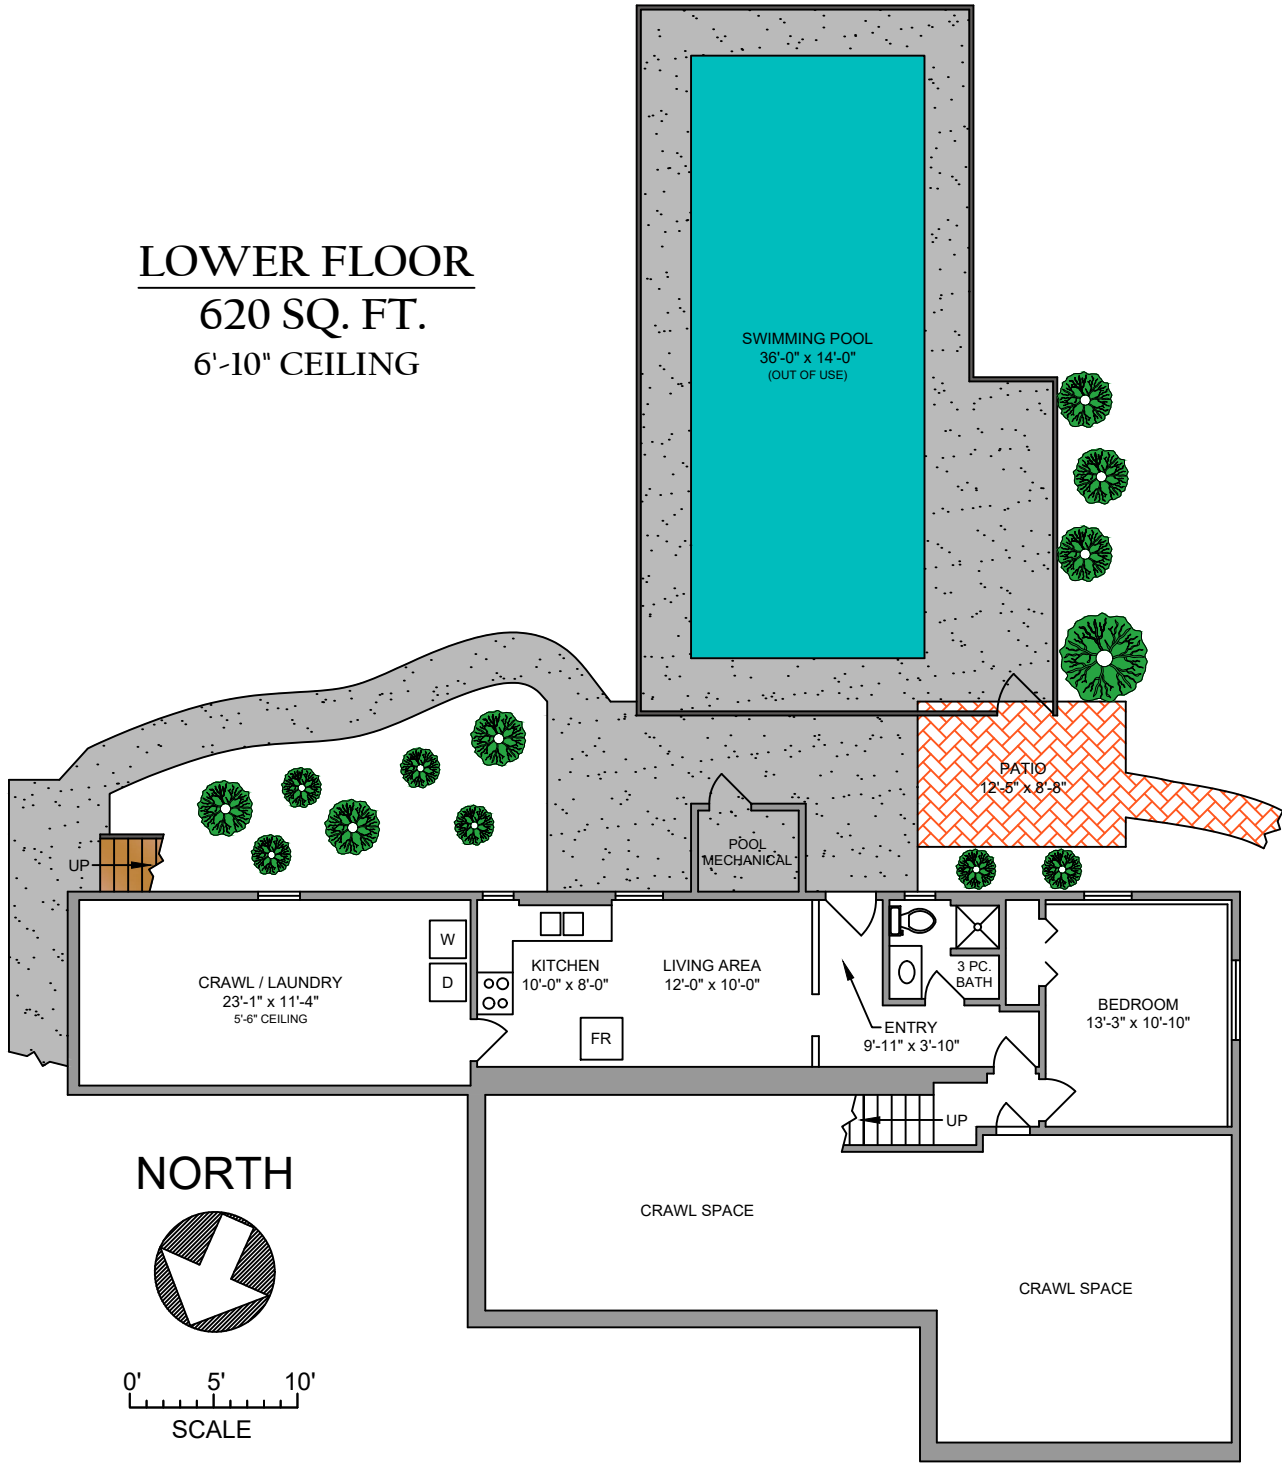 LOWER FLOOR
620 SQ. FT.
6'-10" CEILING
SWIMMING POOL
36'-0" x 14'-0"
(OUT OF USE)
PATIO
12'-5" x 8'-8"
UP
POOL
MECHANICAL
W
D
CRAWL / LAUNDRY
23'-1" x 11'-4"
5'-6" CEILING
KITCHEN
10'-0" x 8'-0"
FR
LIVING AREA
12'-0" x 10'-0"
3 PC.
BATH
ENTRY
9'-11" x 3'-10"
BEDROOM
13'-3" x 10'-10"
UP
CRAWL SPACE
CRAWL SPACE
NORTH
0' 5' 10'
SCALE